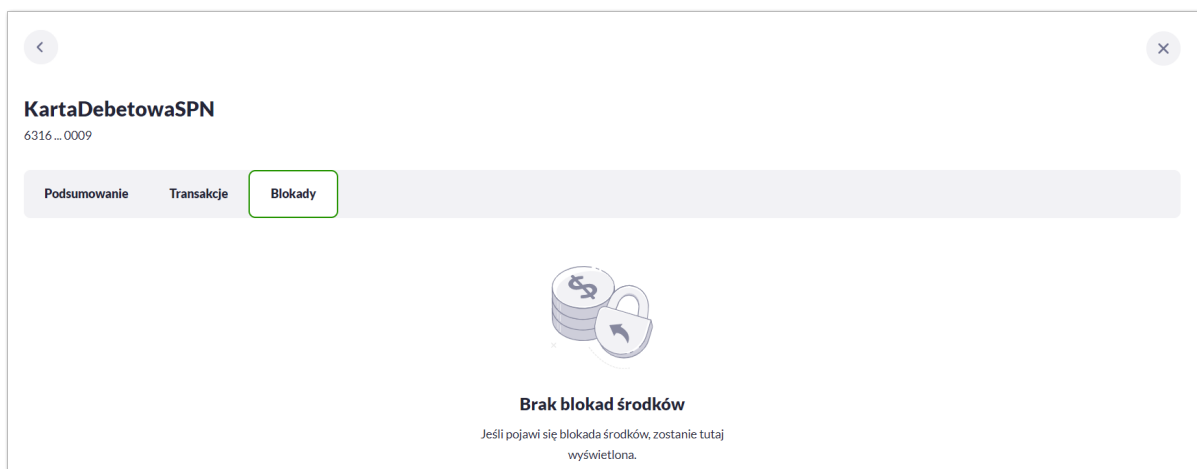 KartaDebetowaSPN
6316 ... 0009
Podsumowanie Transakcje Blokady
Brak blokad środków
Jeśli pojawi się blokada środków, zostanie tutaj
wyświetlona.